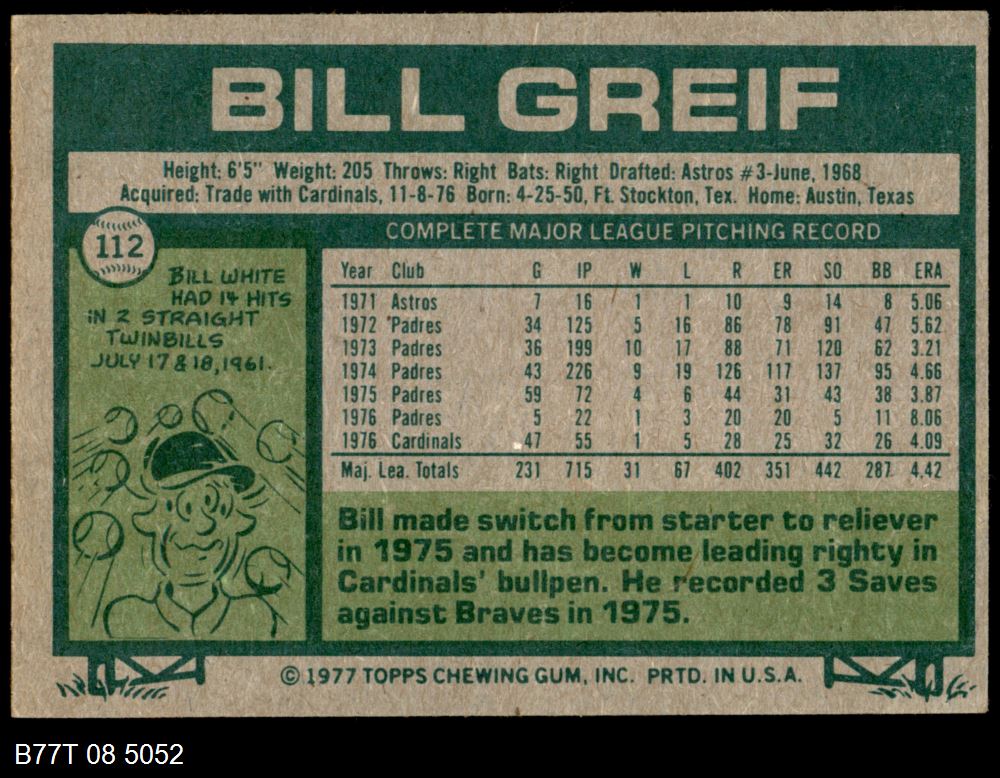 BILL GREIF
Height: 6'5" Weight: 205 Throws: Right Bats: Right Drafted: Astros #3-June, 1968
Acquired: Trade with Cardinals, 11-8-76 Born: 4-25-50, Ft. Stockton, Tex. Home: Austin, Texas
112
BILL WHITE
HAD 14 HITS
IN 2 STRAIGHT
TWINBILLS
JULY 17 & 18, 1961.
COMPLETE MAJOR LEAGUE PITCHING RECORD
Year Club G IP W L R ER SO BB ERA
1971 Astros 7 16 1 1 10 9 14 8 5.06
1972 Padres 34 125 5 16 86 78 91 47 5.62
1973 Padres 36 199 10 17 88 71 120 62 3.21
1974 Padres 43 226 9 19 126 117 137 95 4.66
1975 Padres 59 72 4 6 44 31 43 38 3.87
1976 Padres 5 22 1 3 20 20 5 11 8.06
1976 Cardinals 47 55 1 5 28 25 32 26 4.09
Maj. Lea. Totals 231 715 31 67 402 351 442 287 4.42
Bill made switch from starter to reliever
in 1975 and has become leading righty in
Cardinals' bullpen. He recorded 3 Saves
against Braves in 1975.
© 1977 TOPPS CHEWING GUM, INC. PRTD. IN U.S.A.
B77T 08 5052